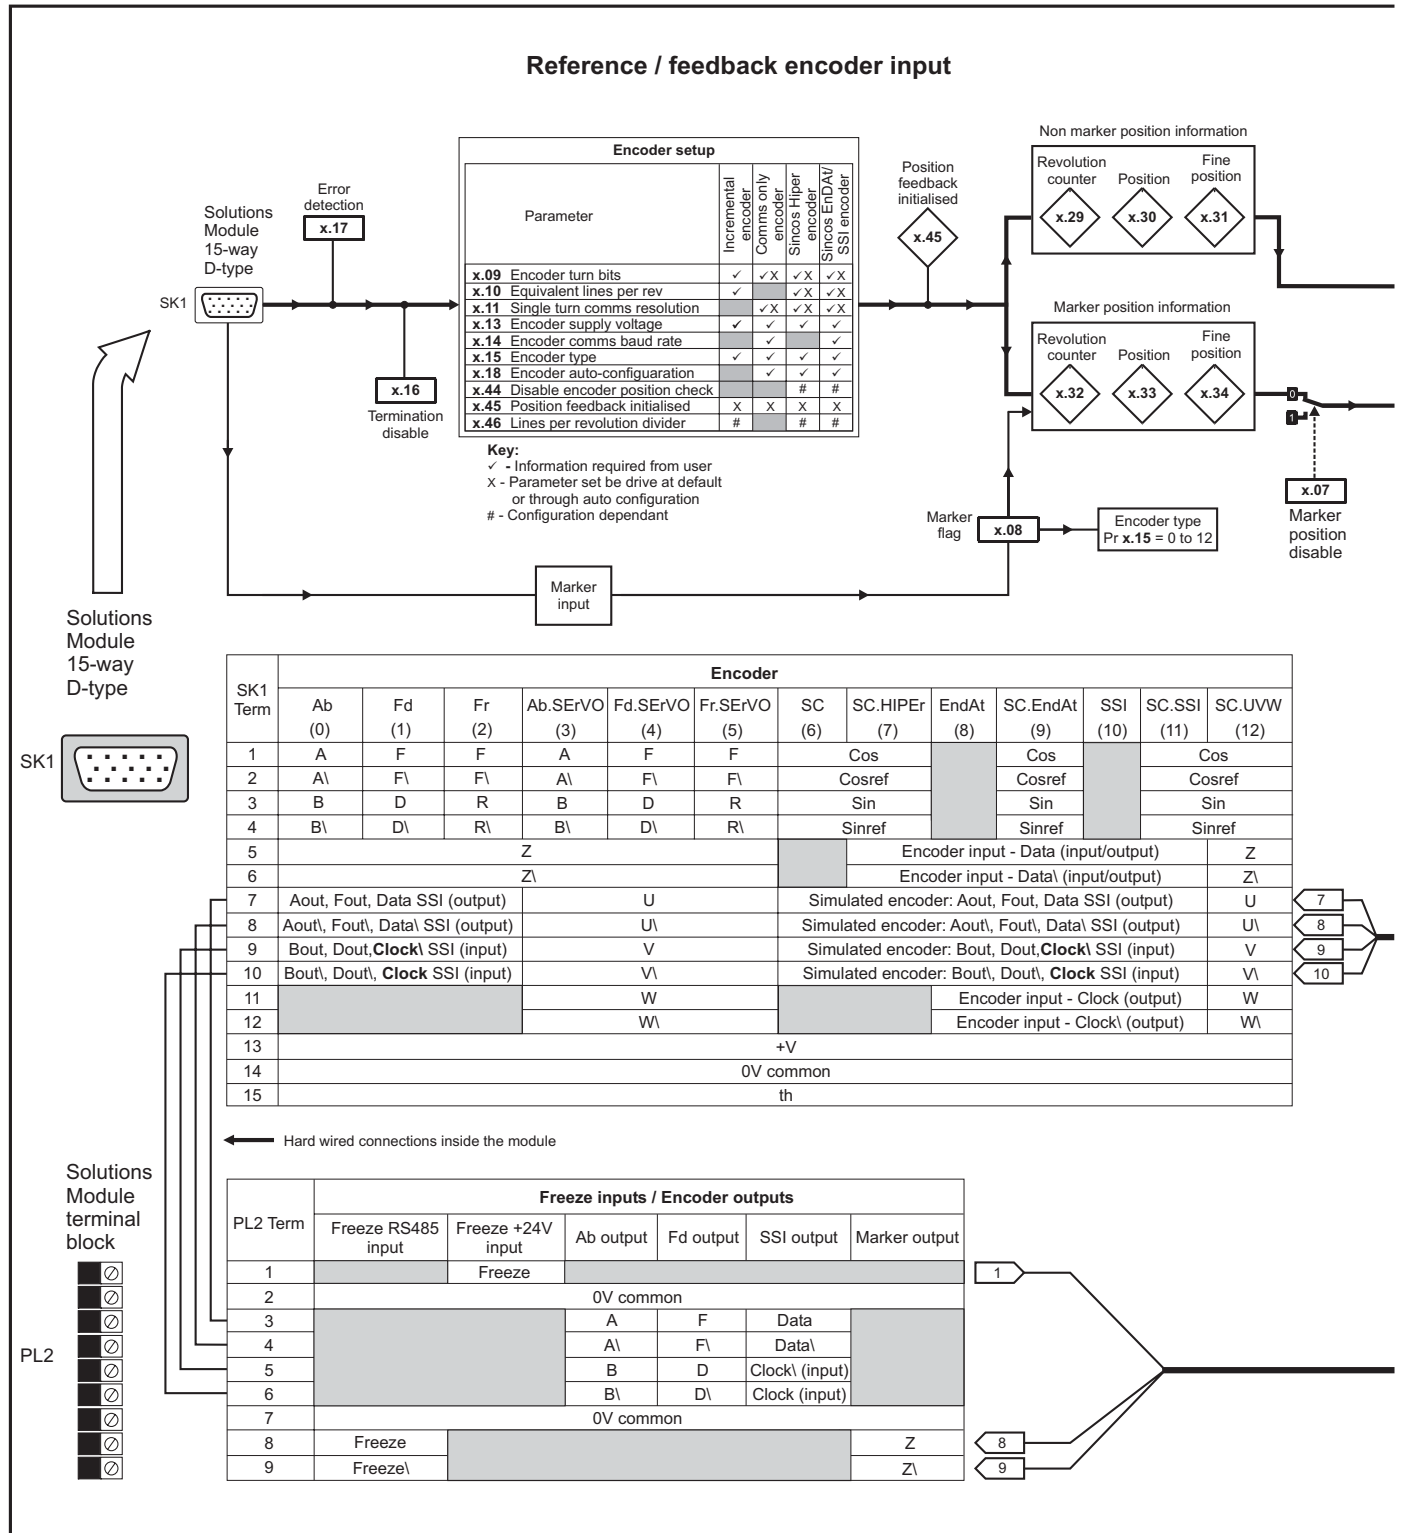 Reference / feedback encoder input
Non marker position information
Revolution
counter
Position
Fine
position
x.29
x.30
x.31
Position
feedback
initialised
x.45
Error
detection
x.17
Solutions
Module
15-way
D-type
SK1
x.16
Termination
disable
Encoder setup
Parameter
Incremental
encoder
Comms only
encoder
Sincos Hiper
encoder
Sincos EnDAt/
SSI encoder
x.09 Encoder turn bits ✓ ✓X ✓X ✓X
x.10 Equivalent lines per rev ✓ ✓X ✓X
x.11 Single turn comms resolution ✓X ✓X ✓X
x.13 Encoder supply voltage ✓ ✓ ✓ ✓
x.14 Encoder comms baud rate ✓ ✓
x.15 Encoder type ✓ ✓ ✓ ✓
x.18 Encoder auto-configuaration ✓ ✓ ✓
x.44 Disable encoder position check # #
x.45 Position feedback initialised X X X X
x.46 Lines per revolution divider # # #
Key:
✓ - Information required from user
X - Parameter set be drive at default
or through auto configuration
# - Configuration dependant
Marker position information
Revolution
counter
Position
Fine
position
x.32
x.33
x.34
0
1
x.07
Marker
position
disable
Marker
flag
x.08
Encoder type
Pr x.15 = 0 to 12
Marker
input
Solutions
Module
15-way
D-type
SK1
SK1
Term
Encoder
Ab Fd Fr Ab.SErVO Fd.SErVO Fr.SErVO SC SC.HIPEr EndAt SC.EndAt SSI SC.SSI SC.UVW
(0) (1) (2) (3) (4) (5) (6) (7) (8) (9) (10) (11) (12)
1 A F F A F F Cos Cos Cos
2 A\ F\ F\ A\ F\ F\ Cosref Cosref Cosref
3 B D R B D R Sin Sin Sin
4 B\ D\ R\ B\ D\ R\ Sinref Sinref Sinref
5 Z Encoder input - Data (input/output) Z
6 Z\ Encoder input - Data\ (input/output) Z\
7 Aout, Fout, Data SSI (output) U Simulated encoder: Aout, Fout, Data SSI (output) U 7
8 Aout\, Fout\, Data\ SSI (output) U\ Simulated encoder: Aout\, Fout\, Data\ SSI (output) U\ 8
9 Bout, Dout,Clock\ SSI (input) V Simulated encoder: Bout, Dout,Clock\ SSI (input) V 9
10 Bout\, Dout\, Clock SSI (input) V\ Simulated encoder: Bout\, Dout\, Clock SSI (input) V\ 10
11 W Encoder input - Clock (output) W
12 W\ Encoder input - Clock\ (output) W\
13 +V
14 0V common
15 th
Hard wired connections inside the module
Solutions
Module
terminal
block
PL2
PL2 Term
Freeze inputs / Encoder outputs
Freeze RS485
input
Freeze +24V
input
Ab output Fd output SSI output Marker output
1 Freeze 1
2 0V common
3 A F Data
4 A\ F\ Data\
5 B D Clock\ (input)
6 B\ D\ Clock (input)
7 0V common
8 Freeze Z 8
9 Freeze\ Z\ 9